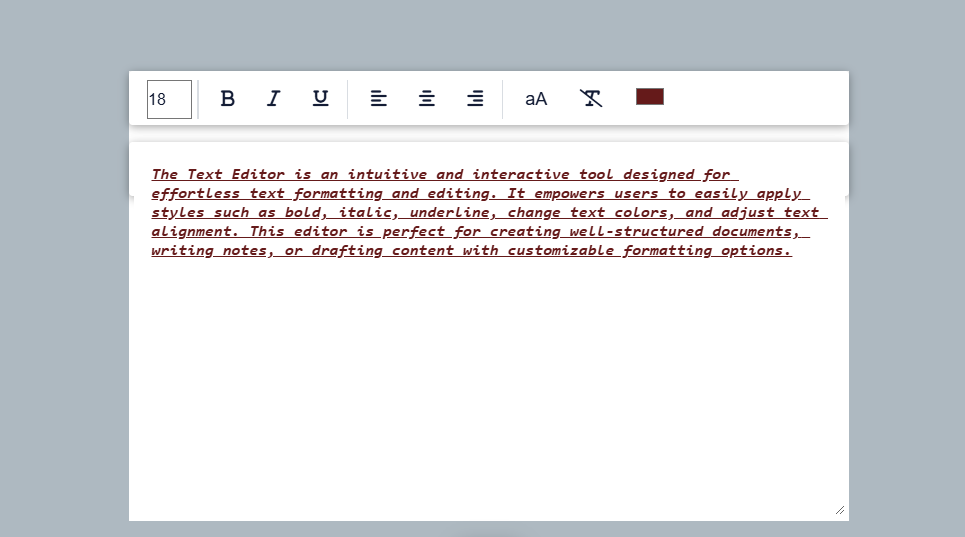 18 B I U aA T
The Text Editor is an intuitive and interactive tool designed for
effortless text formatting and editing. It empowers users to easily apply
styles such as bold, italic, underline, change text colors, and adjust text
alignment. This editor is perfect for creating well-structured documents,
writing notes, or drafting content with customizable formatting options.